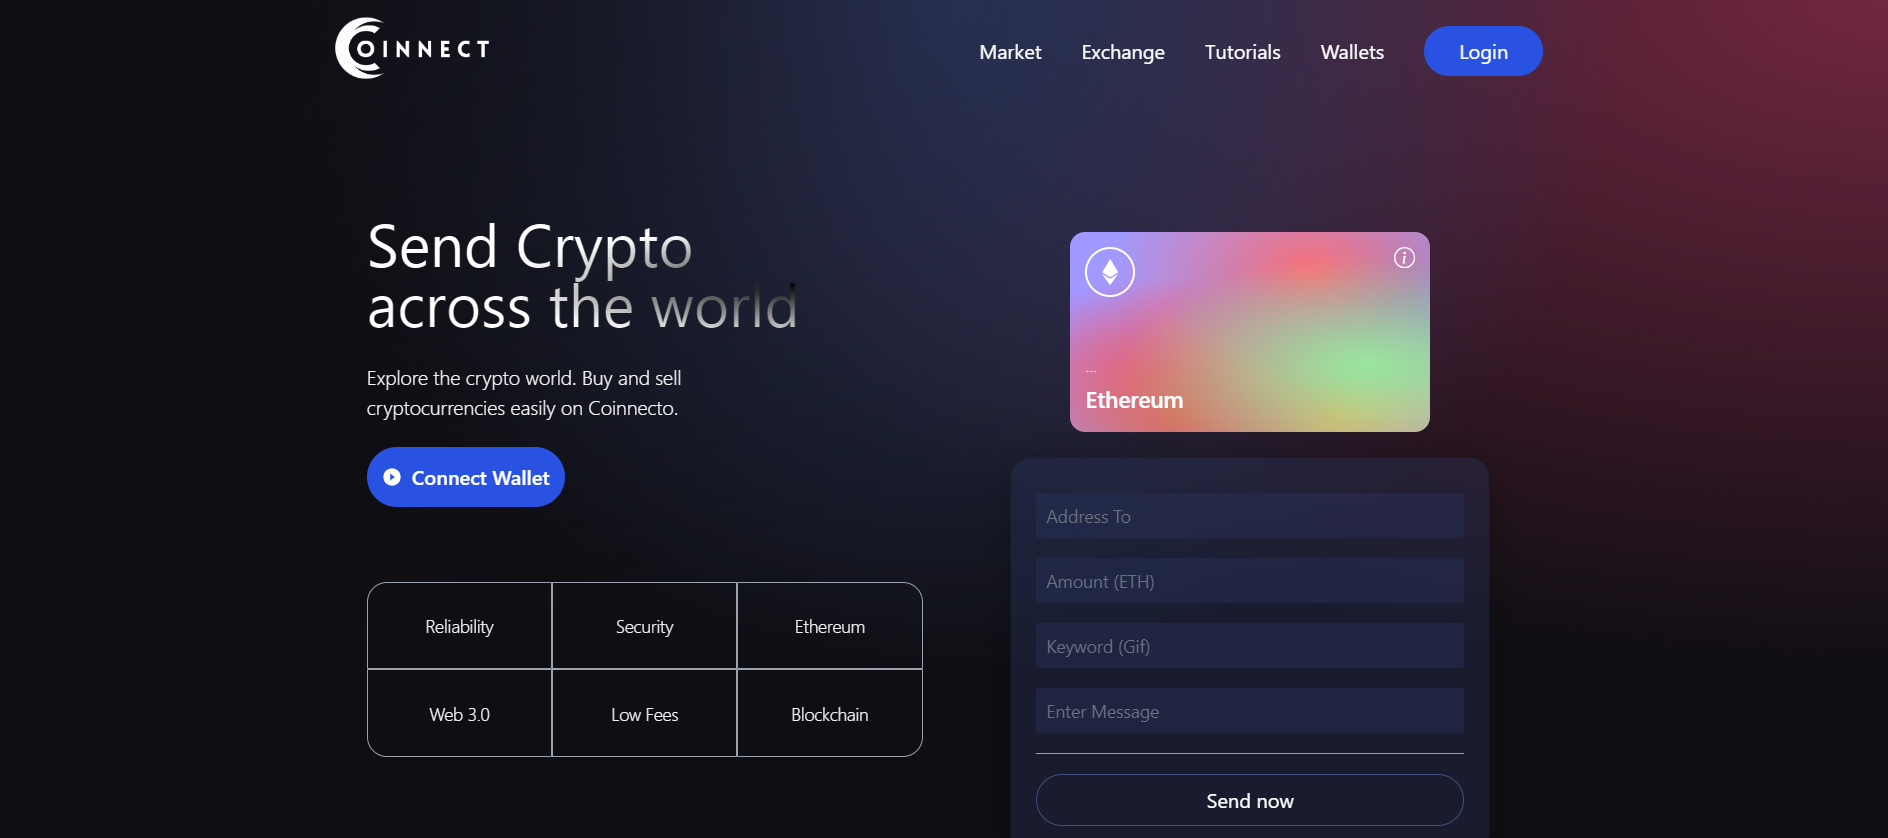 COINNECT
Market Exchange Tutorials Wallets Login
Send Crypto
across the world
Explore the crypto world. Buy and sell
cryptocurrencies easily on Coinnecto.
Connect Wallet
Reliability Security Ethereum
Web 3.0 Low Fees Blockchain
i
...
Ethereum
Address To
Amount (ETH)
Keyword (Gif)
Enter Message
Send now